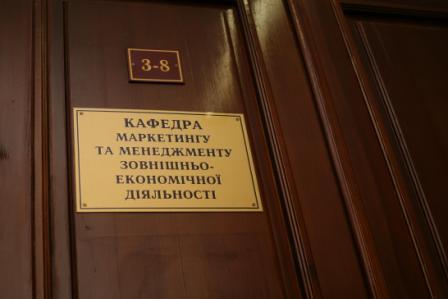 3-8
КАФЕДРА
МАРКЕТИНГУ
ТА МЕНЕДЖМЕНТУ
ЗОВНІШНЬО-
ЕКОНОМІЧНОЇ
ДІЯЛЬНОСТІ